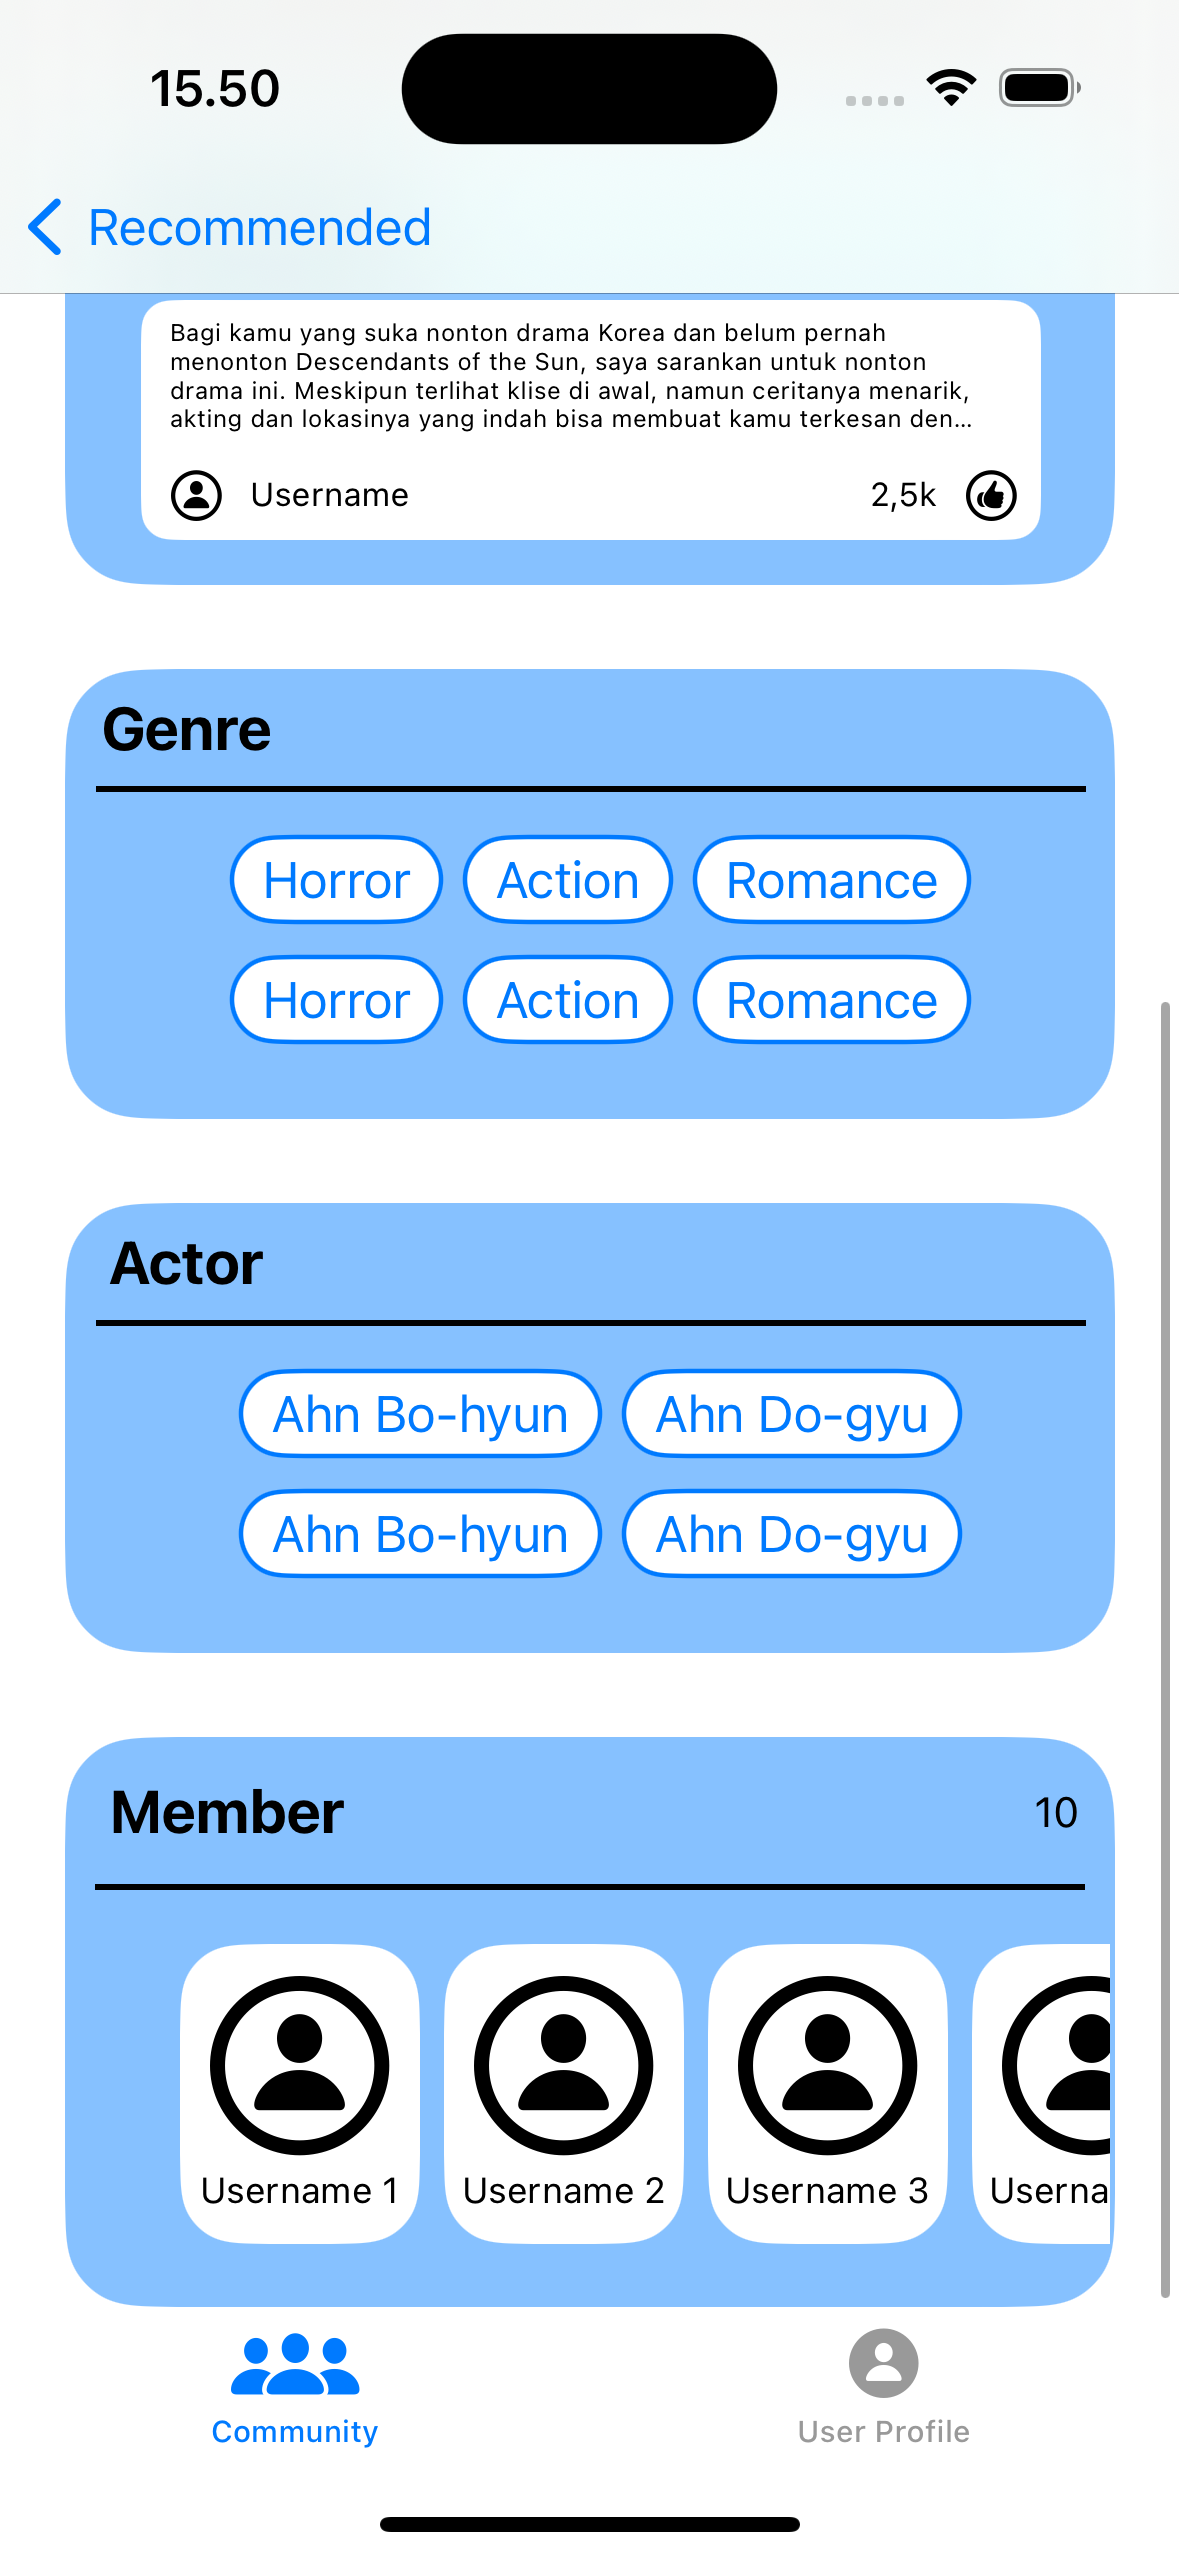 15.50
Recommended
Bagi kamu yang suka nonton drama Korea dan belum pernah
menonton Descendants of the Sun, saya sarankan untuk nonton
drama ini. Meskipun terlihat klise di awal, namun ceritanya menarik,
akting dan lokasinya yang indah bisa membuat kamu terkesan den...
Username 2,5k
Genre
Horror Action Romance
Horror Action Romance
Actor
Ahn Bo-hyun Ahn Do-gyu
Ahn Bo-hyun Ahn Do-gyu
Member 10
Username 1 Username 2 Username 3 Userna
Community User Profile